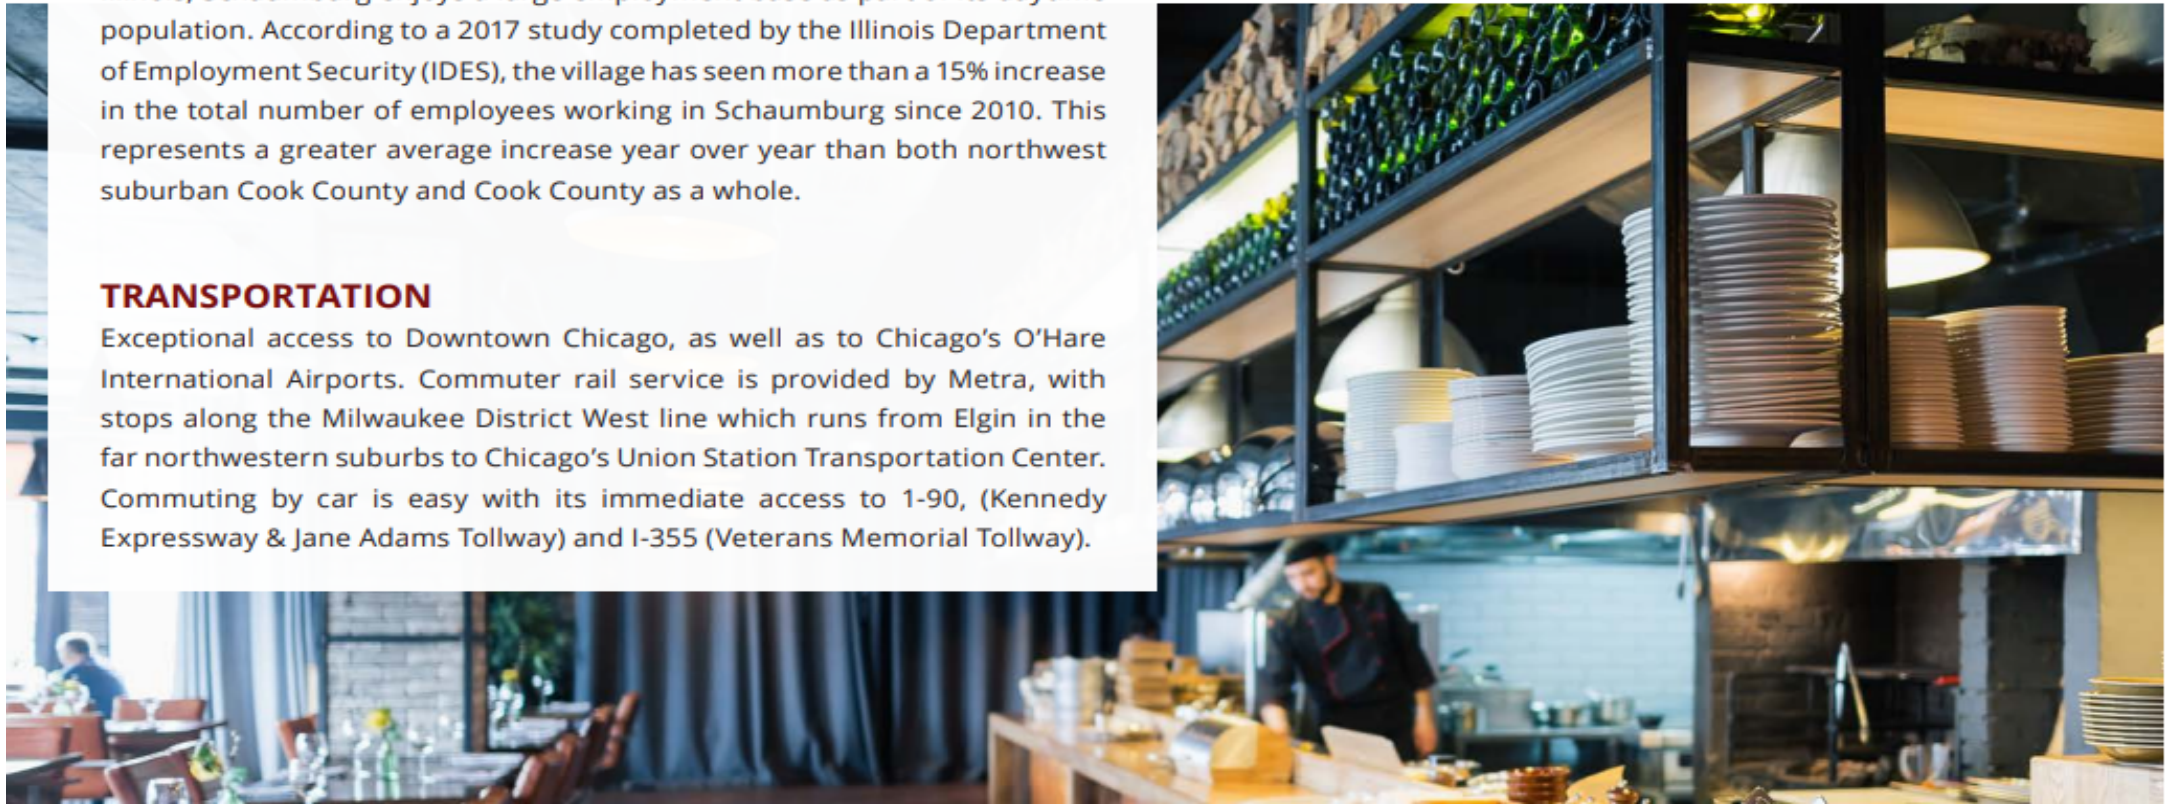 population. According to a 2017 study completed by the Illinois Department
of Employment Security (IDES), the village has seen more than a 15% increase
in the total number of employees working in Schaumburg since 2010. This
represents a greater average increase year over year than both northwest
suburban Cook County and Cook County as a whole.
TRANSPORTATION
Exceptional access to Downtown Chicago, as well as to Chicago’s O’Hare
International Airports. Commuter rail service is provided by Metra, with
stops along the Milwaukee District West line which runs from Elgin in the
far northwestern suburbs to Chicago’s Union Station Transportation Center.
Commuting by car is easy with its immediate access to 1-90, (Kennedy
Expressway & Jane Adams Tollway) and I-355 (Veterans Memorial Tollway).